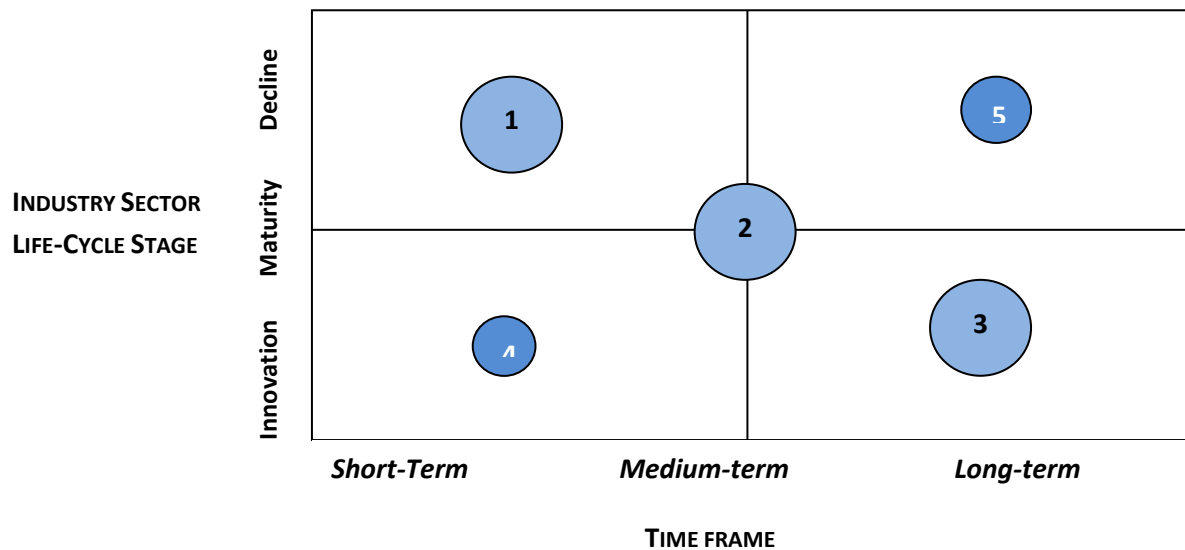 Decline
1
5
Maturity
INDUSTRY SECTOR
LIFE-CYCLE STAGE
2
3
4
Innovation
Short-Term
Medium-term
Long-term
TIME FRAME